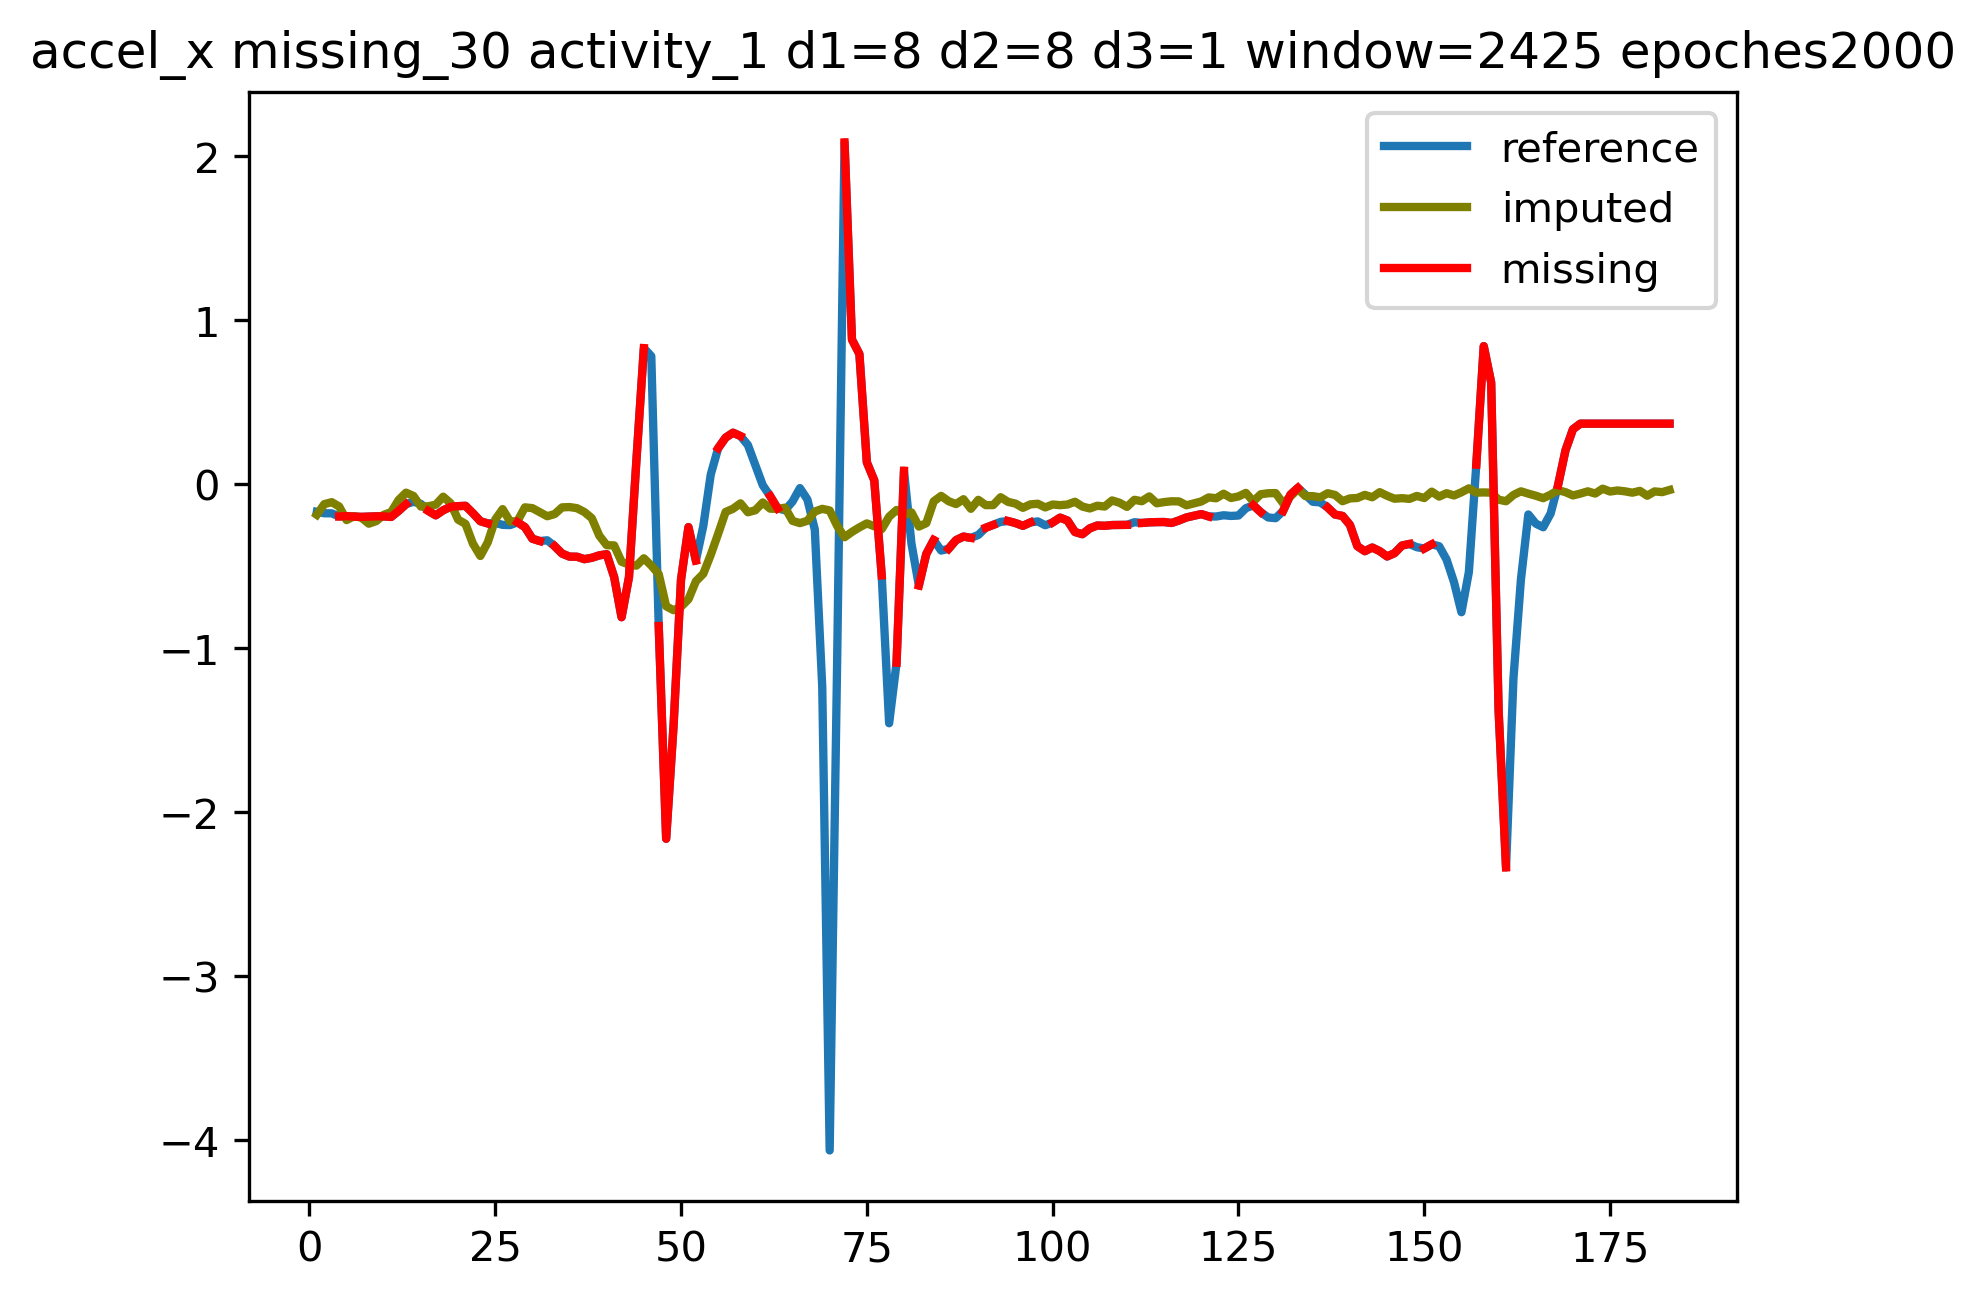 accel_x missing_30 activity_1 d1=8 d2=8 d3=1 window=2425 epoches2000
reference
imputed
missing
2
1
0
−1
−2
−3
−4
0 25 50 75 100 125 150 175